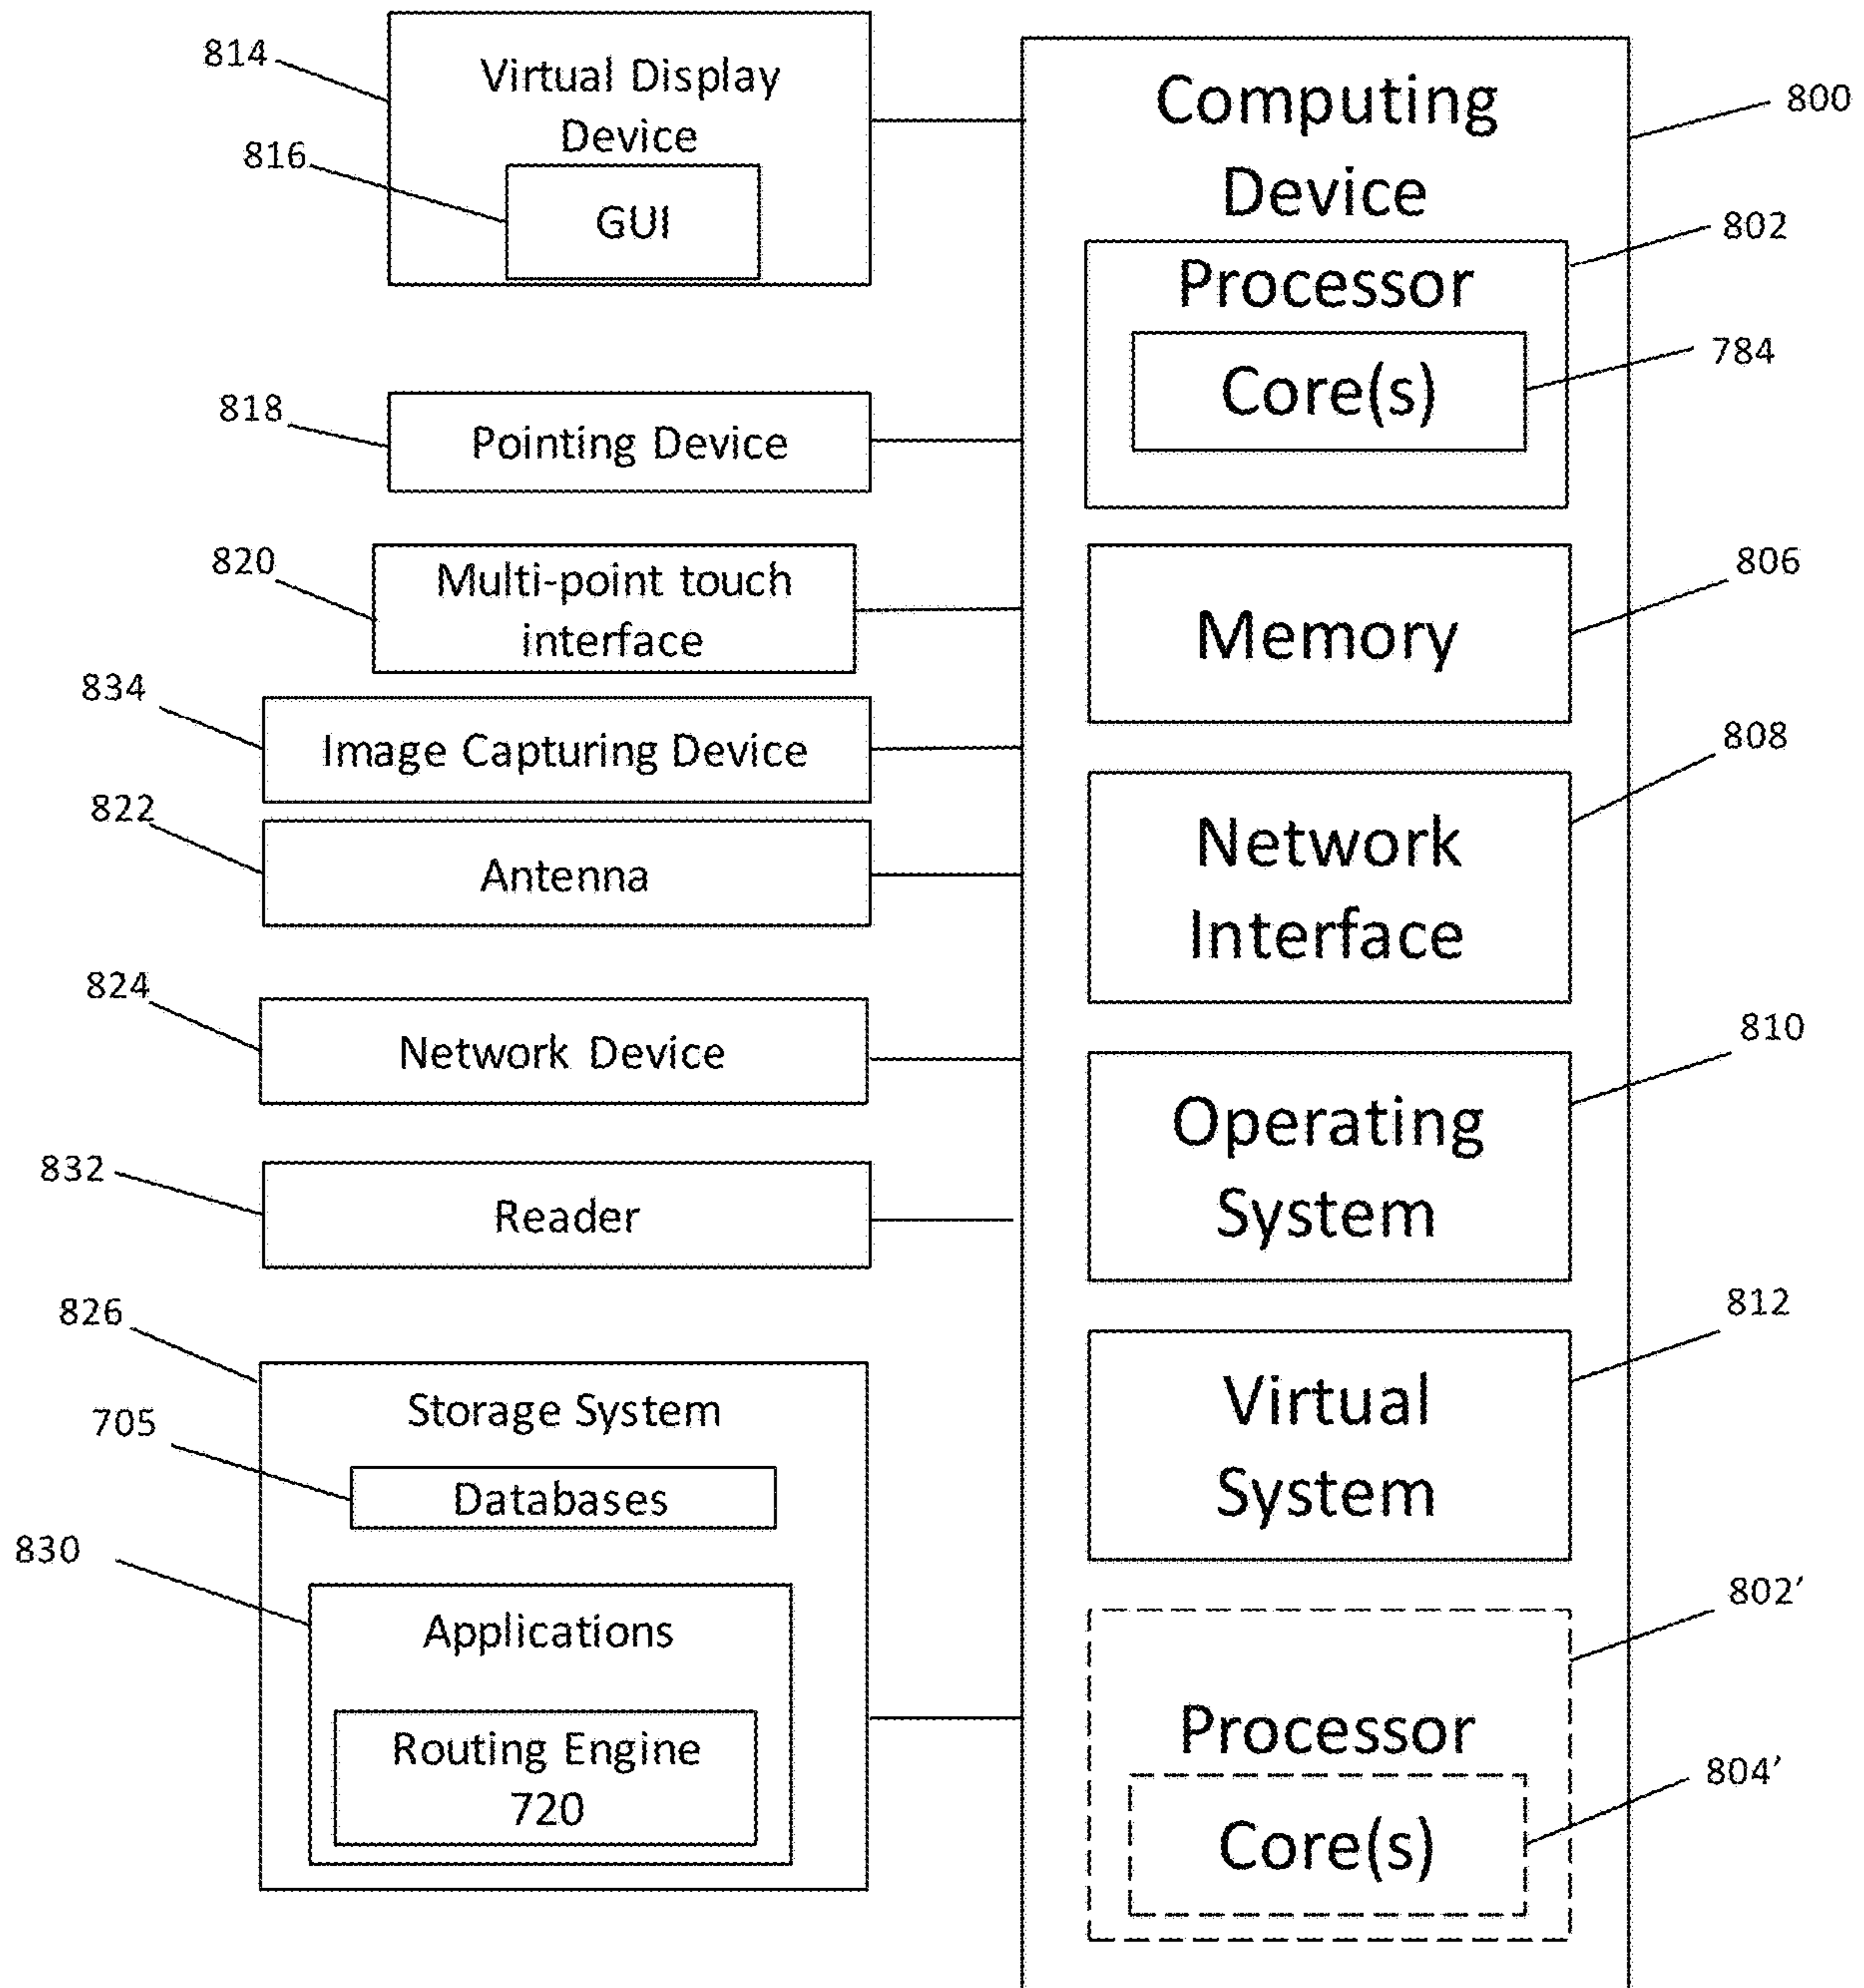 814
Virtual Display
Device
816
GUI
818
Pointing Device
820
Multi-point touch
interface
834
Image Capturing Device
822
Antenna
824
Network Device
832
Reader
826
Storage System
705
Databases
830
Applications
Routing Engine
720
Computing
Device
800
Processor
802
Core(s)
784
Memory
806
Network
Interface
808
Operating
System
810
Virtual
System
812
Processor
802’
Core(s)
804’